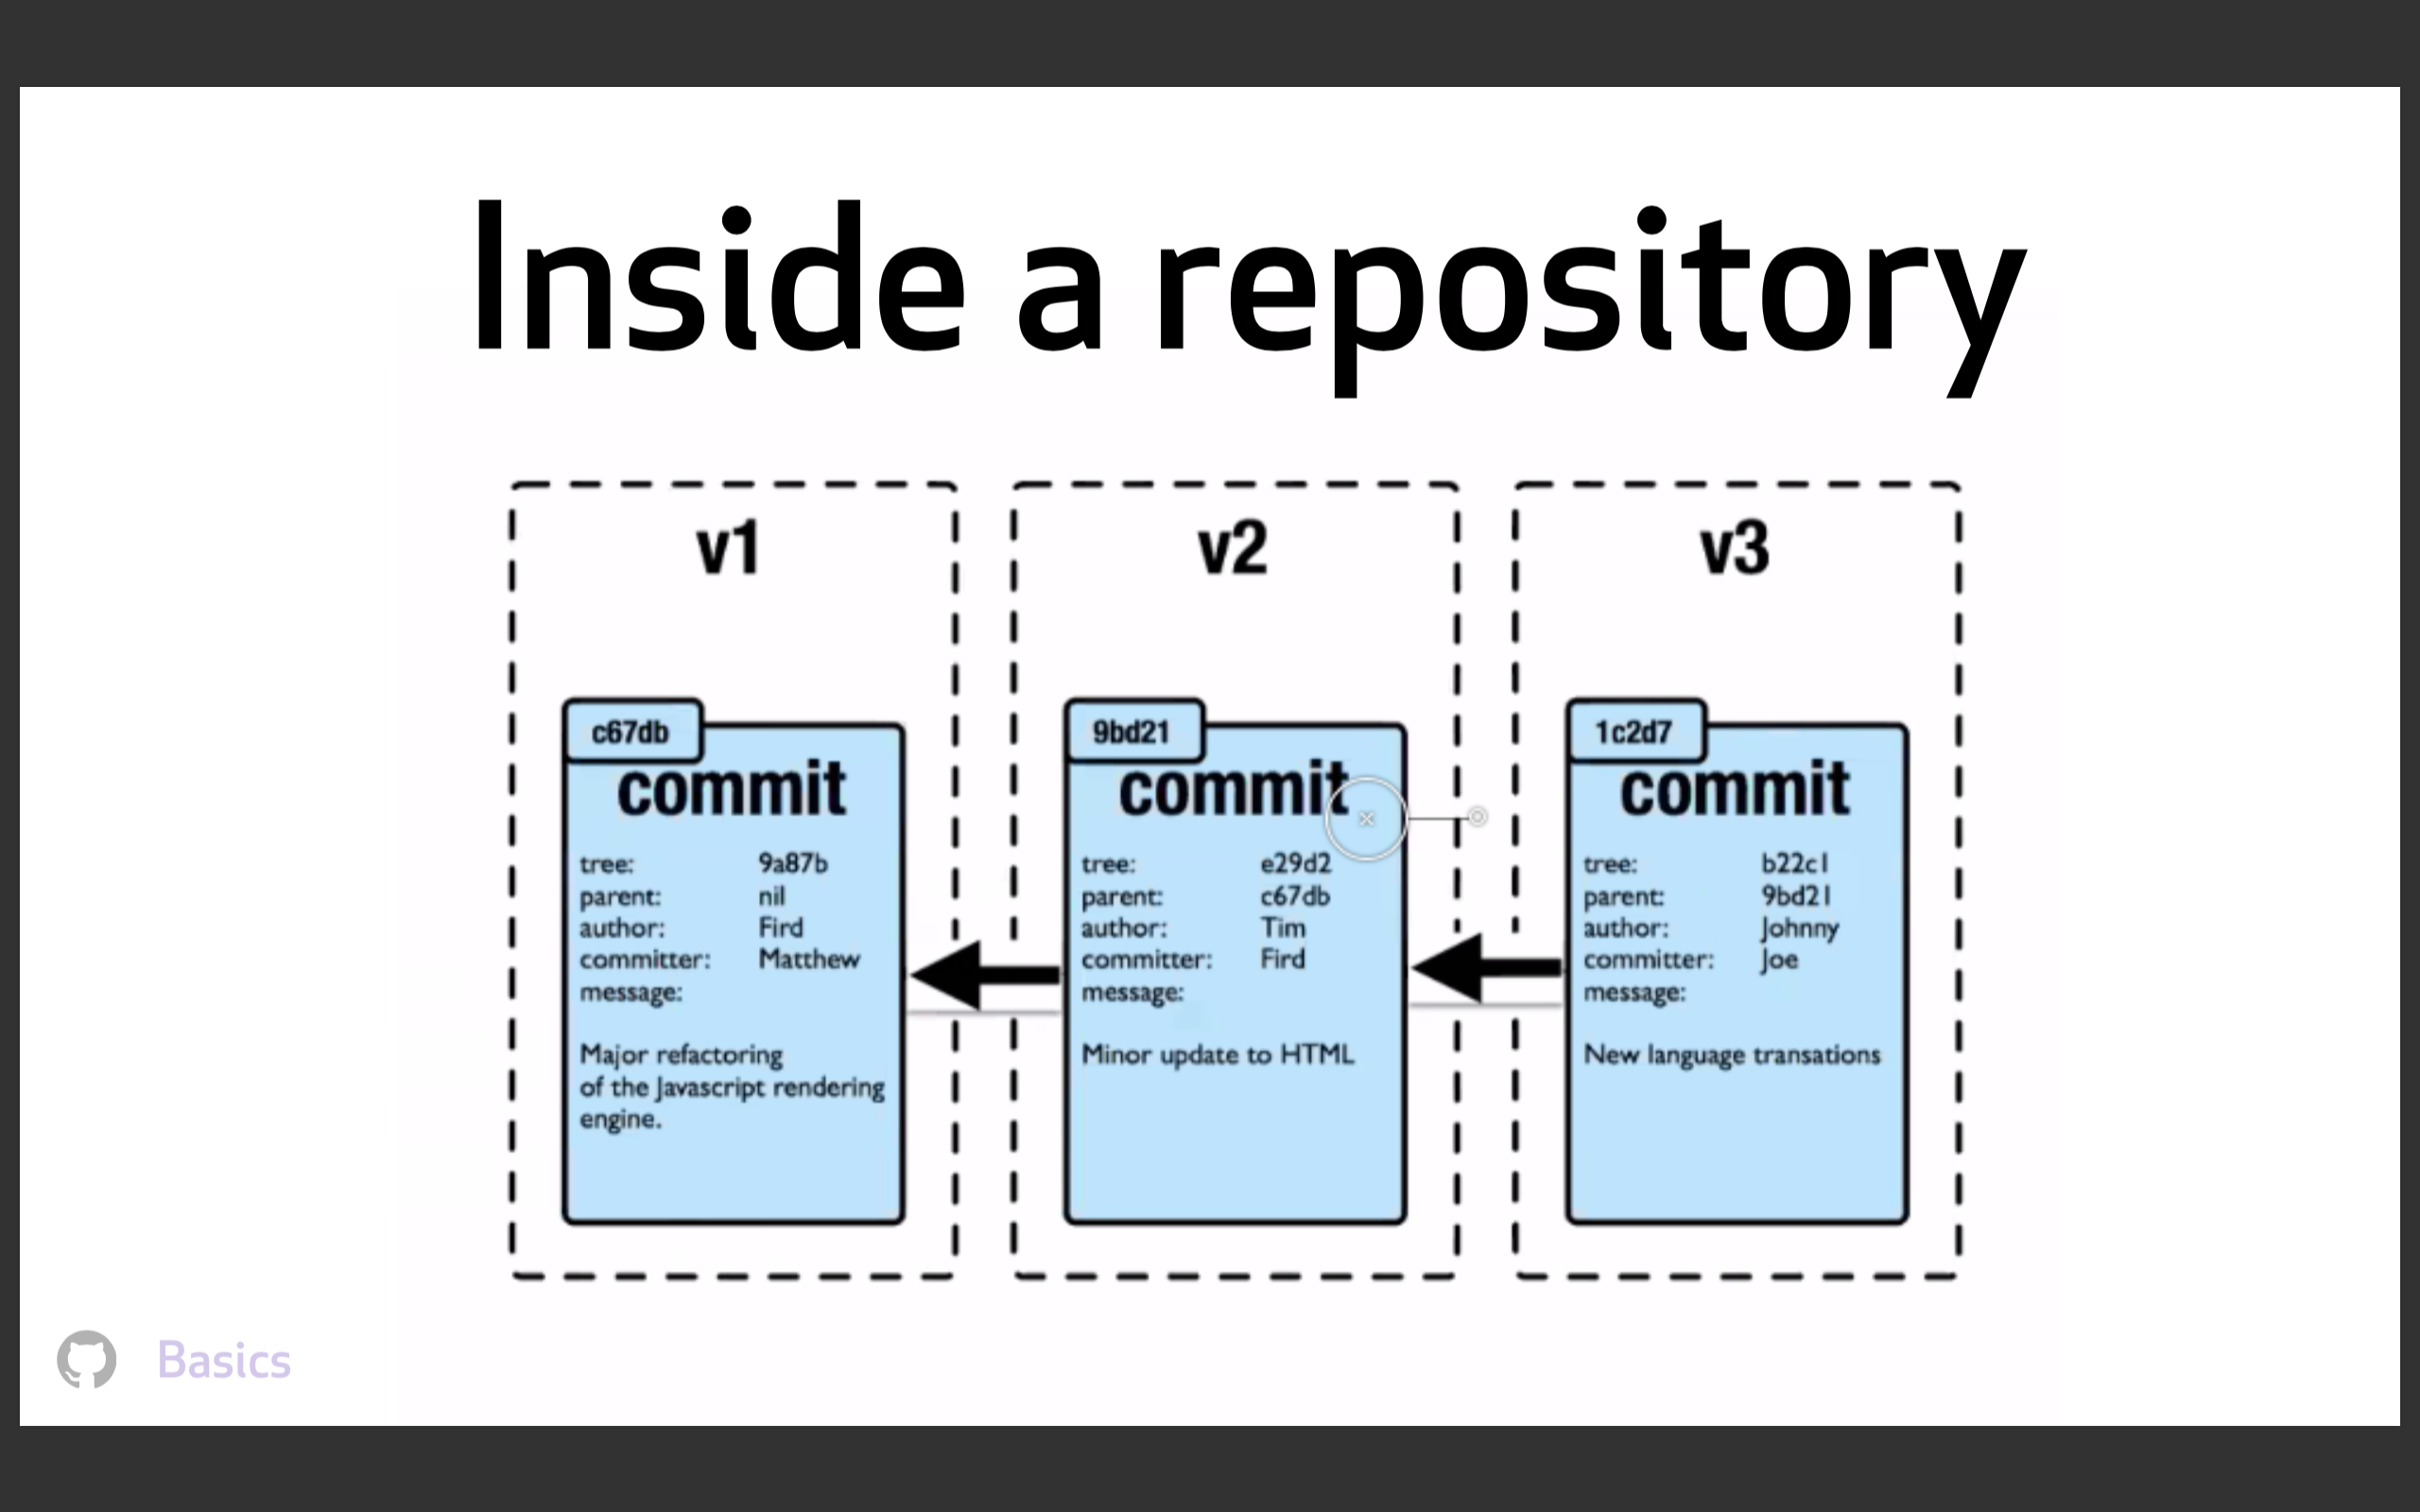 Inside a repository
v1
c67db
commit
tree: 9a87b
parent: nil
author: Fird
committer: Matthew
message:
Major refactoring
of the Javascript rendering
engine.
v2
9bd21
commit
tree: e29d2
parent: c67db
author: Tim
committer: Fird
message:
Minor update to HTML
v3
1c2d7
commit
tree: b22c1
parent: 9bd21
author: Johnny
committer: Joe
message:
New language transations
Basics